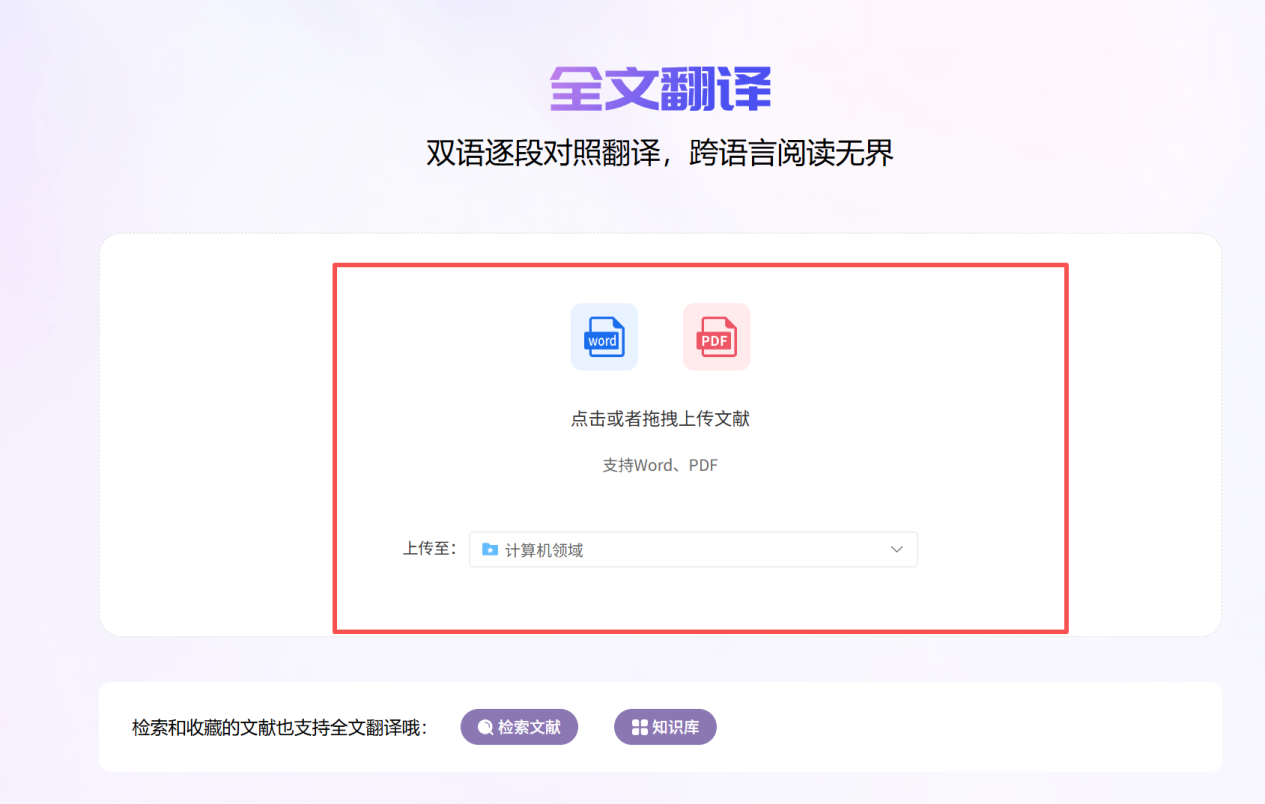 全文翻译
双语逐段对照翻译，跨语言阅读无界
word PDF
点击或者拖拽上传文献
支持Word、PDF
上传至： 计算机领域
检索和收藏的文献也支持全文翻译哦： 检索文献 知识库